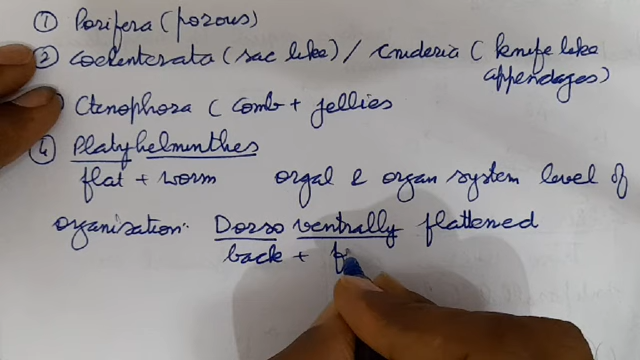 ① Porifera (porous)
② Coelenterata (sac like) / Cnideria (knife like
appendages)
Ctenophora (Comb + jellies
④ Platyhelminthes
flat + worm orgal & organ system level of
organisation. Dorso ventrally flattened
back + f